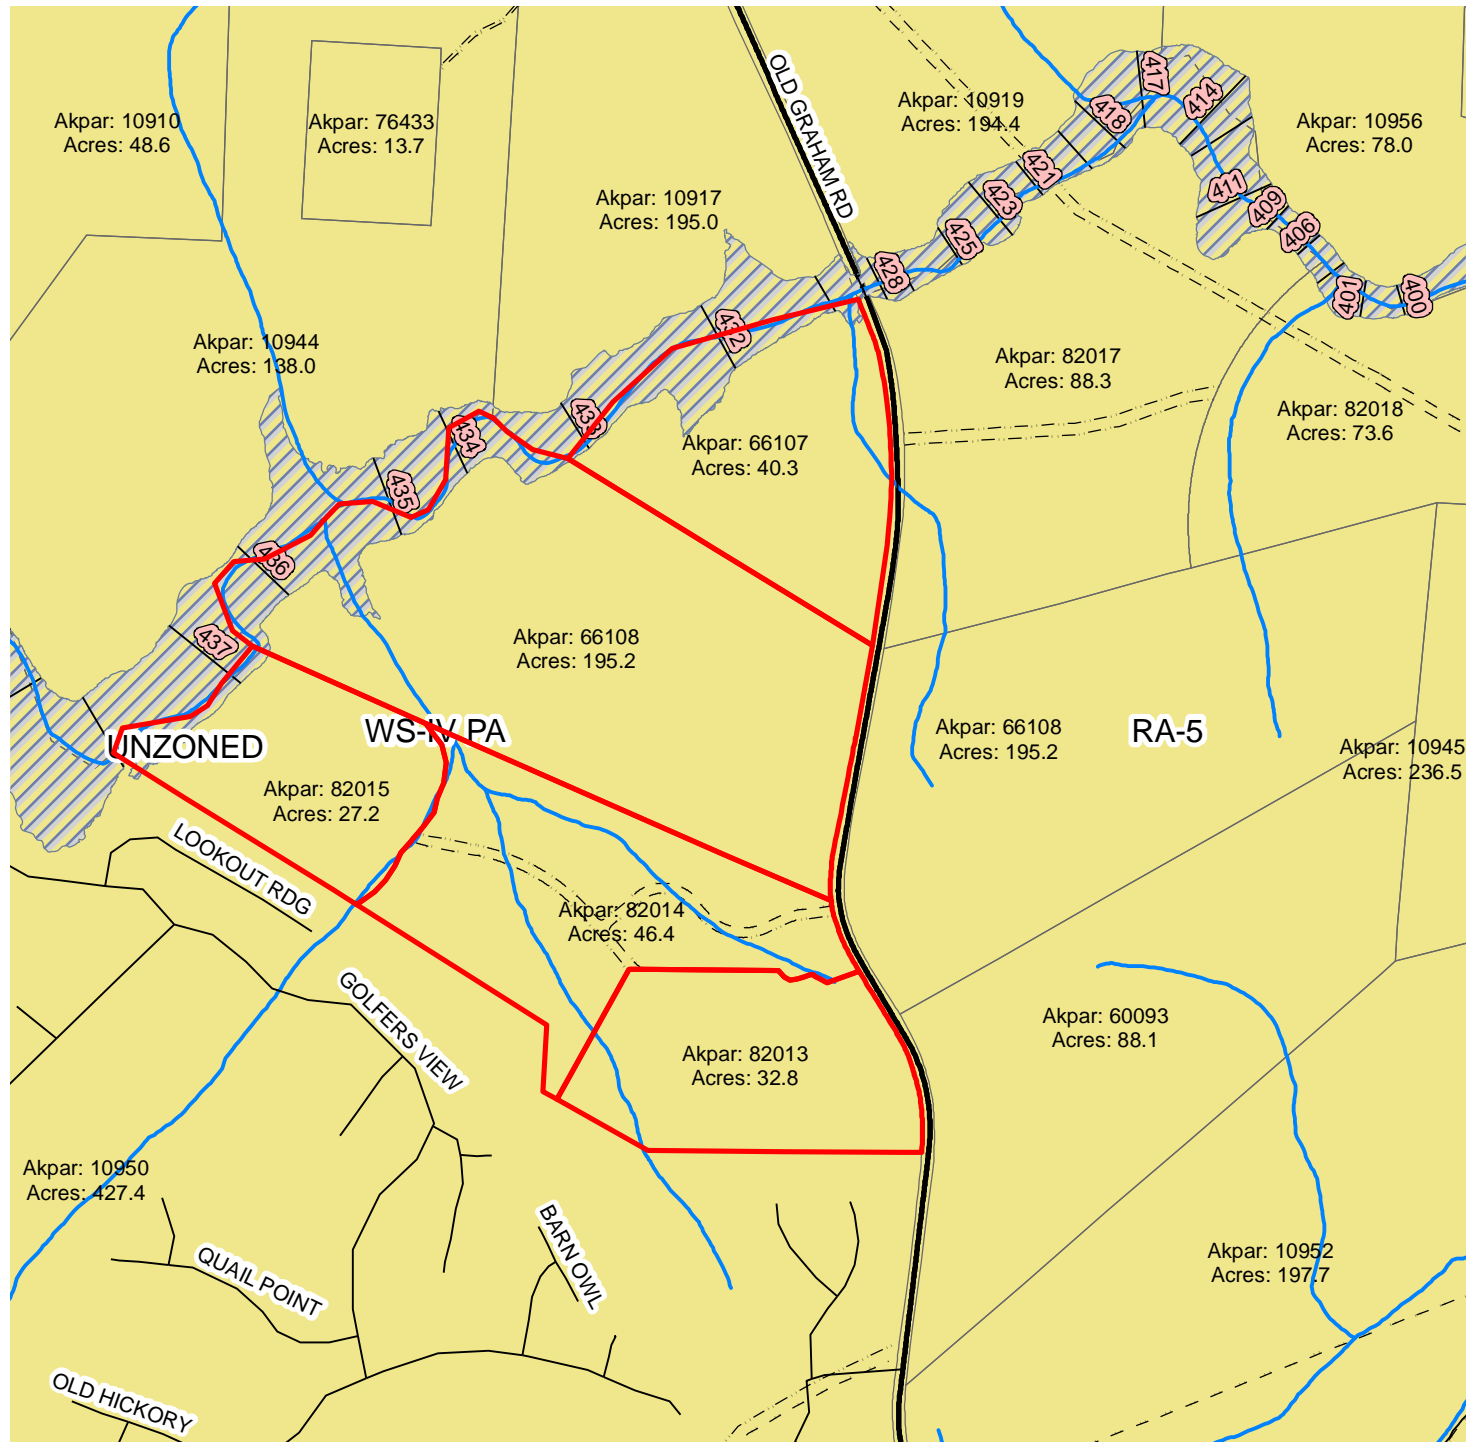 OLD GRAHAM RD
417
414
418
Akpar: 10919
Acres: 194.4
Akpar: 10910
Acres: 48.6
Akpar: 76433
Acres: 13.7
Akpar: 10956
Acres: 78.0
421
411
423
409
406
Akpar: 10917
Acres: 195.0
425
428
401
400
432
Akpar: 10944
Acres: 138.0
Akpar: 82017
Acres: 88.3
433
434
Akpar: 82018
Acres: 73.6
Akpar: 66107
Acres: 40.3
435
436
437
Akpar: 66108
Acres: 195.2
UNZONED
WS-IV PA
Akpar: 66108
Acres: 195.2
RA-5
Akpar: 10945
Acres: 236.5
Akpar: 82015
Acres: 27.2
LOOKOUT RDG
Akpar: 82014
Acres: 46.4
GOLFERS VIEW
Akpar: 82013
Acres: 32.8
Akpar: 60093
Acres: 88.1
Akpar: 10950
Acres: 427.4
BARN OWL
QUAIL POINT
Akpar: 10952
Acres: 197.7
OLD HICKORY